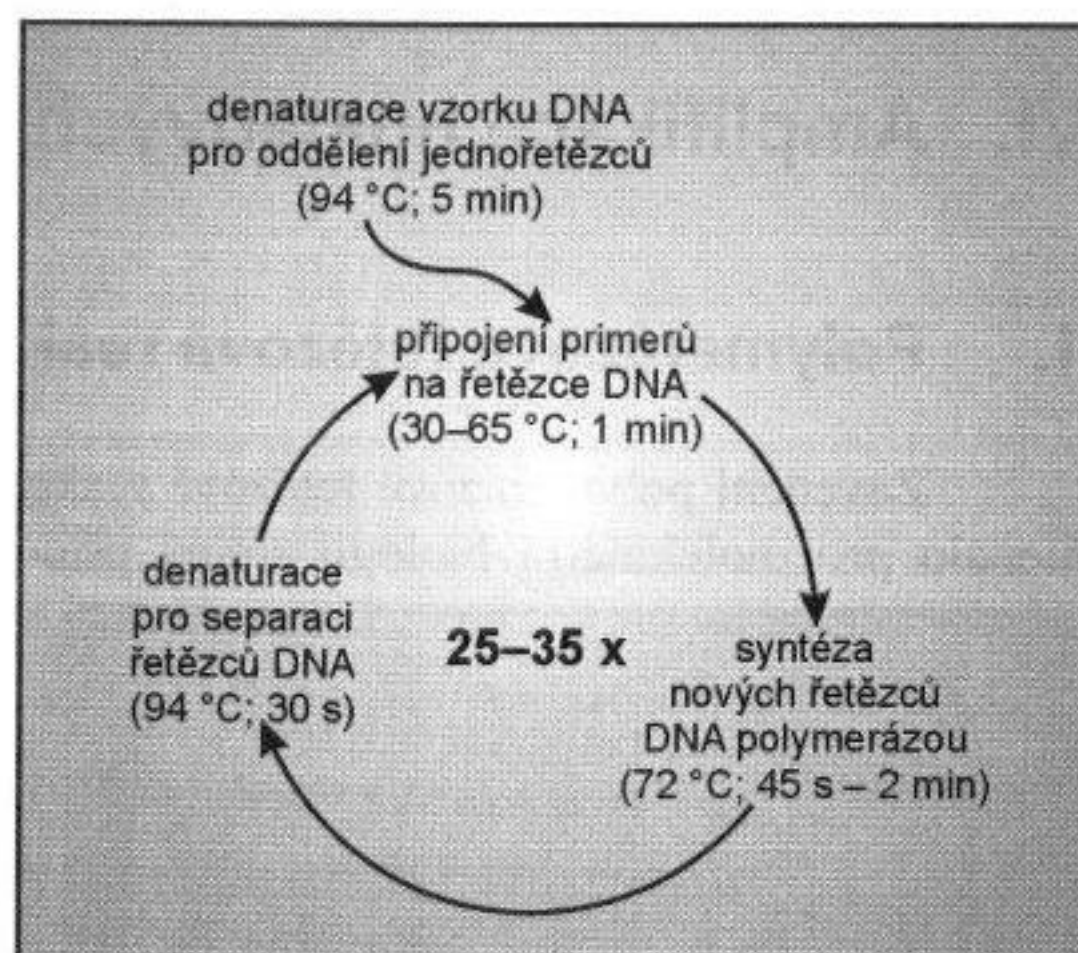 denaturace vzorku DNA
pro oddělení jednořetězců
(94 °C; 5 min)
připojení primerů
na řetězce DNA
(30–65 °C; 1 min)
denaturace
pro separaci
řetězců DNA
(94 °C; 30 s)
25–35 x
syntéza
nových řetězců
DNA polymerázou
(72 °C; 45 s – 2 min)